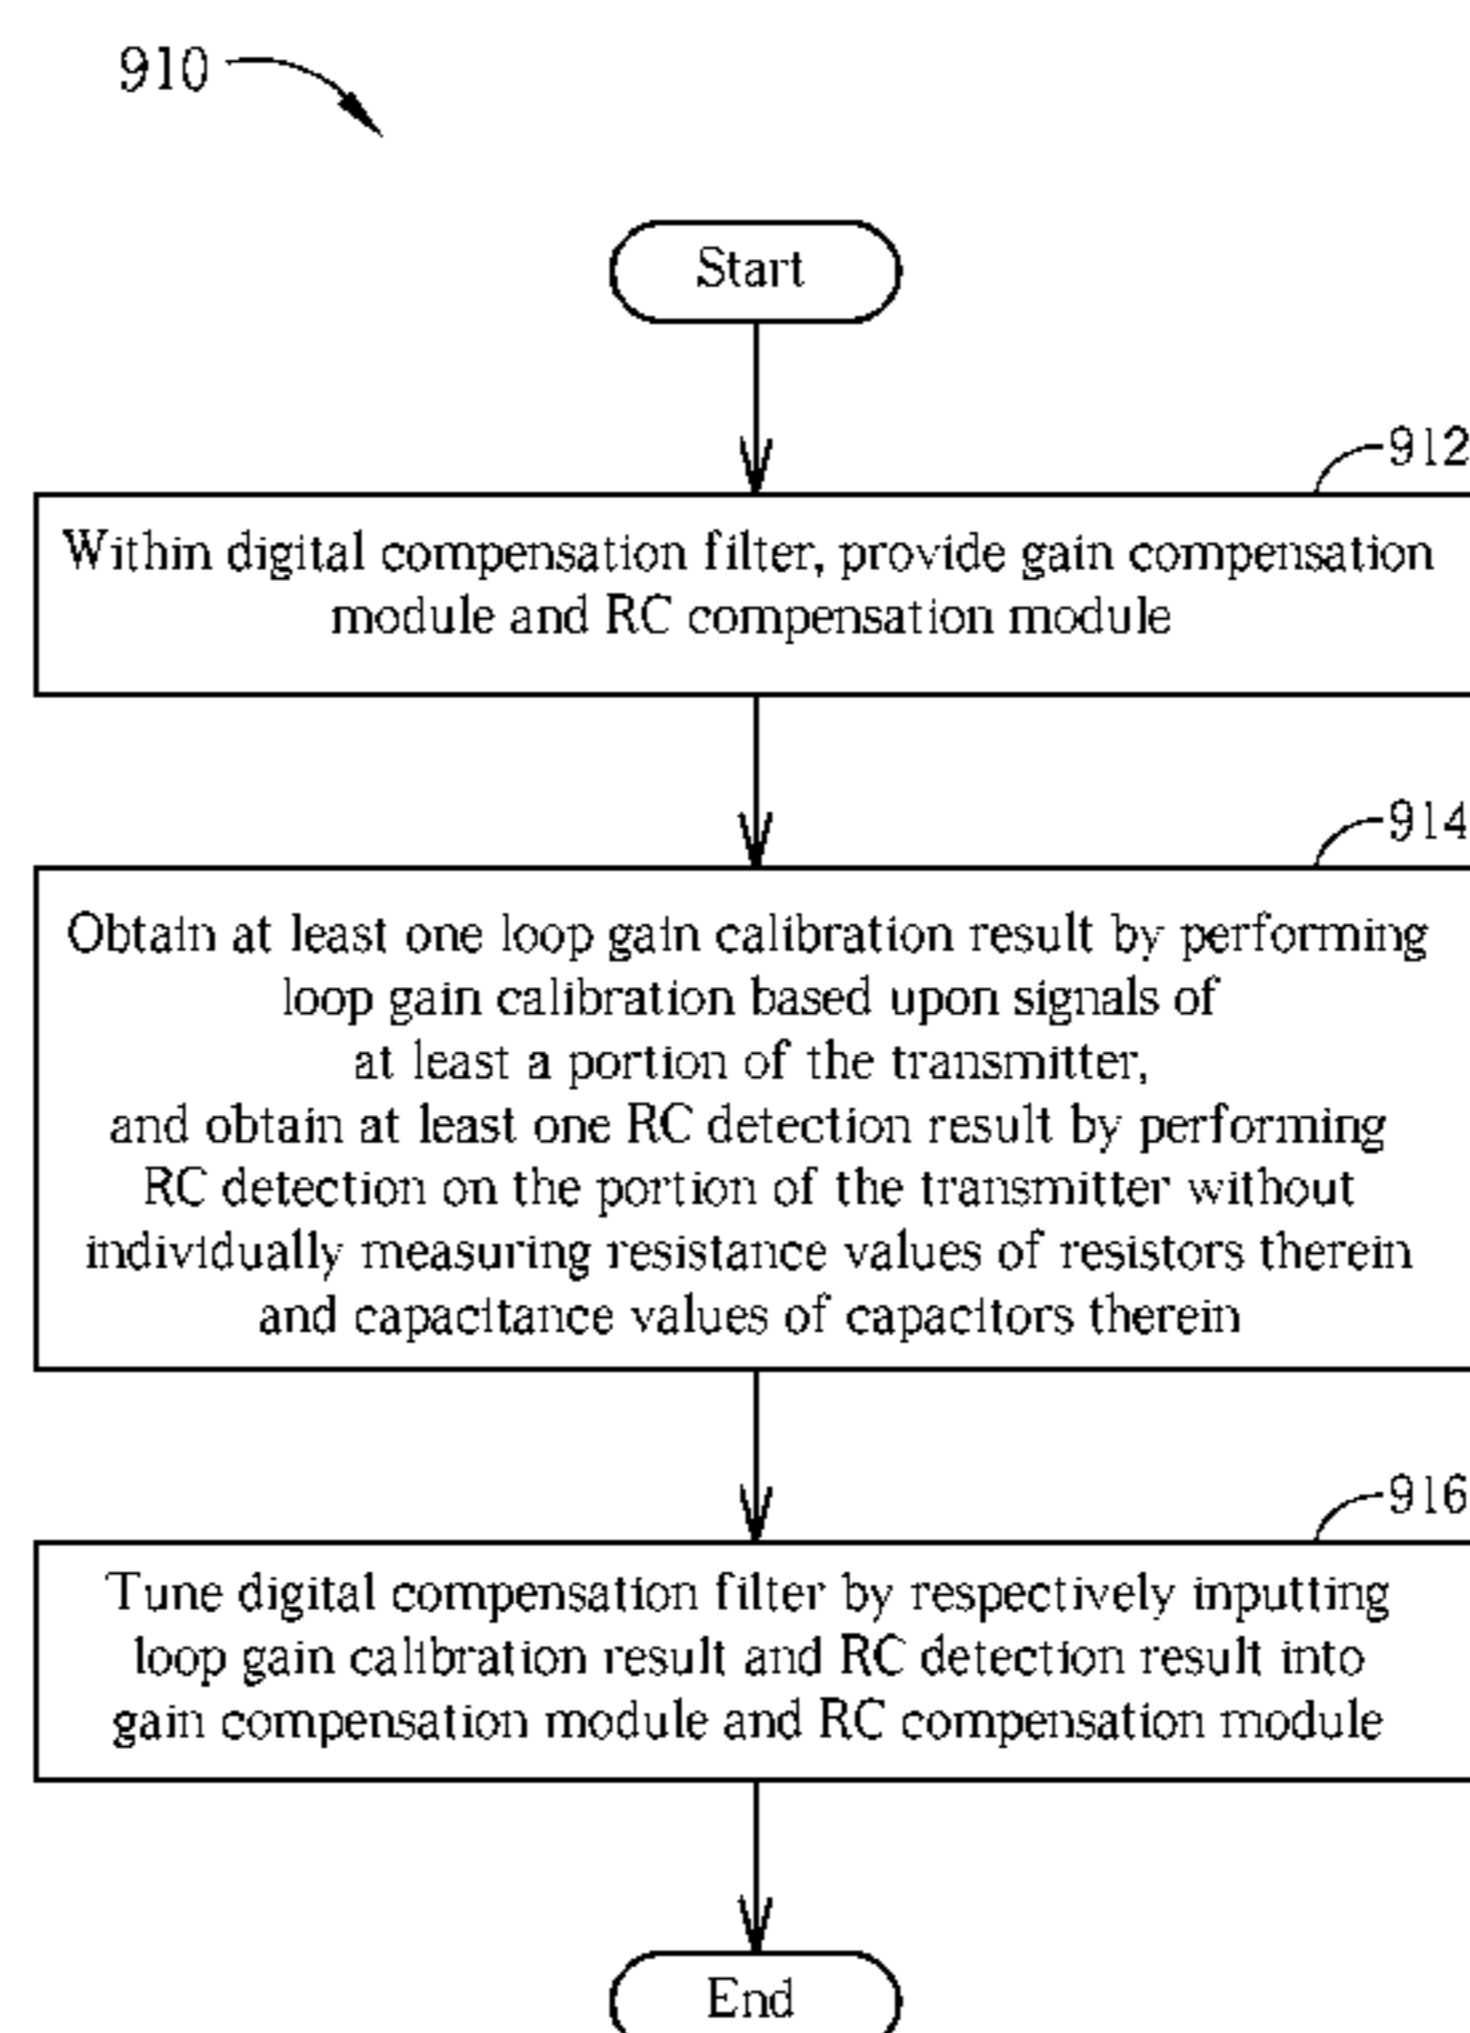 910
Start
912
Within digital compensation filter, provide gain compensation
module and RC compensation module
914
Obtain at least one loop gain calibration result by performing
loop gain calibration based upon signals of
at least a portion of the transmitter,
and obtain at least one RC detection result by performing
RC detection on the portion of the transmitter without
individually measuring resistance values of resistors therein
and capacitance values of capacitors therein
916
Tune digital compensation filter by respectively inputting
loop gain calibration result and RC detection result into
gain compensation module and RC compensation module
End